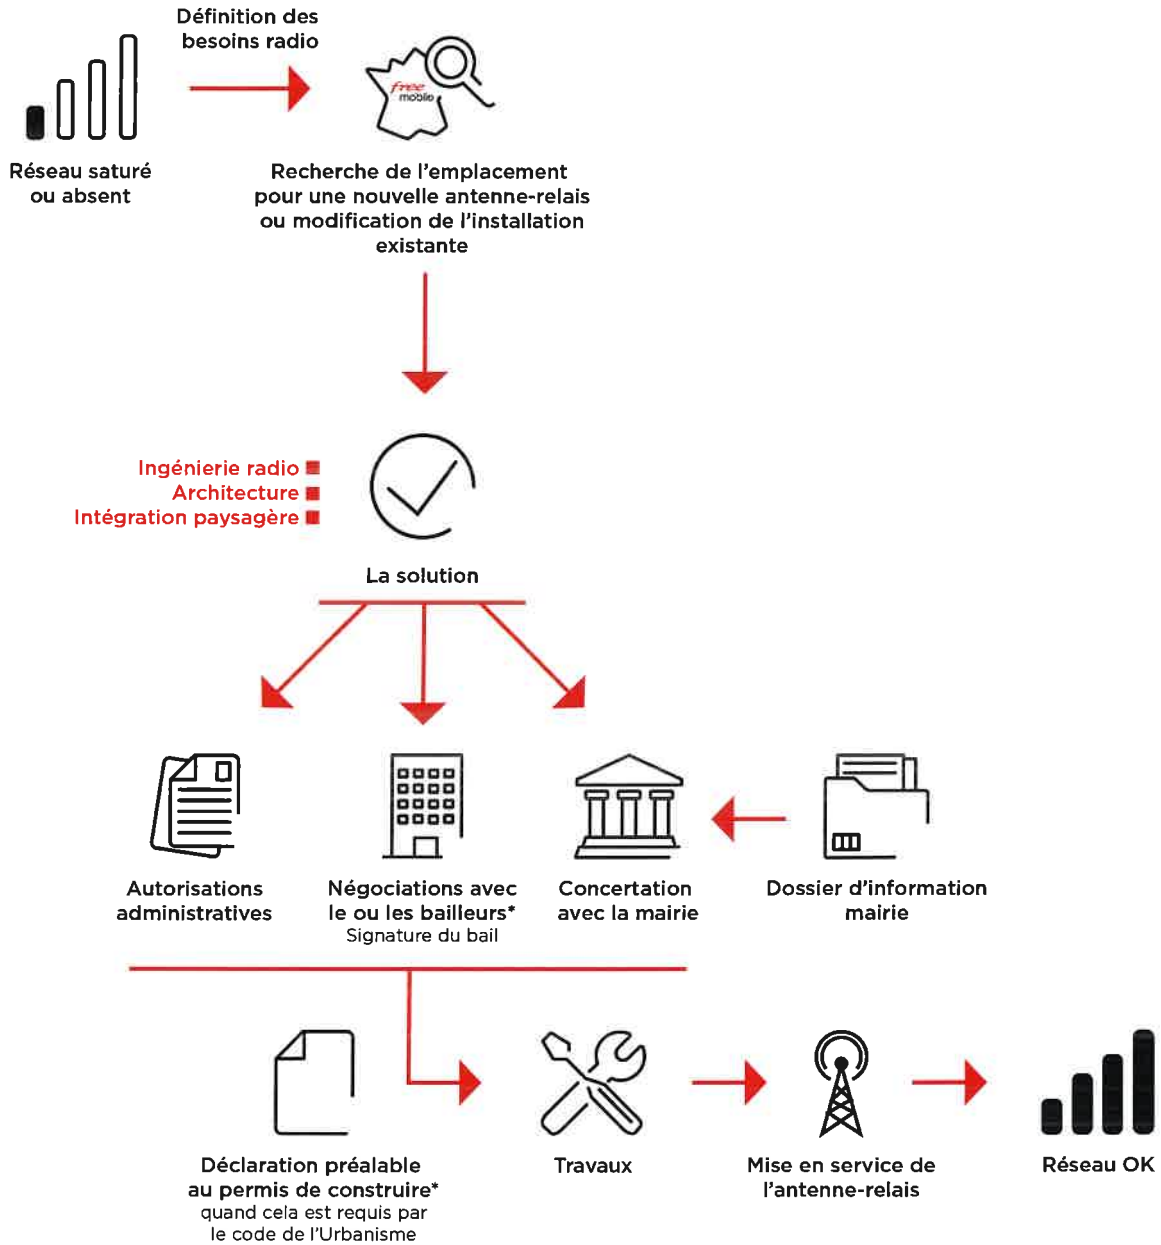 Définition des
besoins radio
free
mobile
Réseau saturé
ou absent
Recherche de l'emplacement
pour une nouvelle antenne-relais
ou modification de l'installation
existante
Ingénierie radio
Architecture
Intégration paysagère
La solution
Autorisations
administratives
Négociations avec
le ou les bailleurs*
Signature du bail
Concertation
avec la mairie
Dossier d'information
mairie
Déclaration préalable
au permis de construire*
quand cela est requis par
le code de l'Urbanisme
Travaux
Mise en service de
l'antenne-relais
Réseau OK